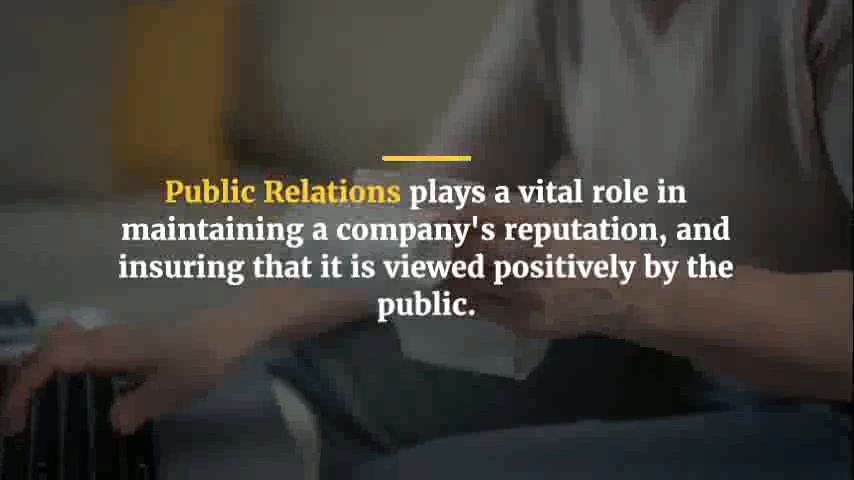 Public Relations plays a vital role in
maintaining a company's reputation, and
insuring that it is viewed positively by the
public.